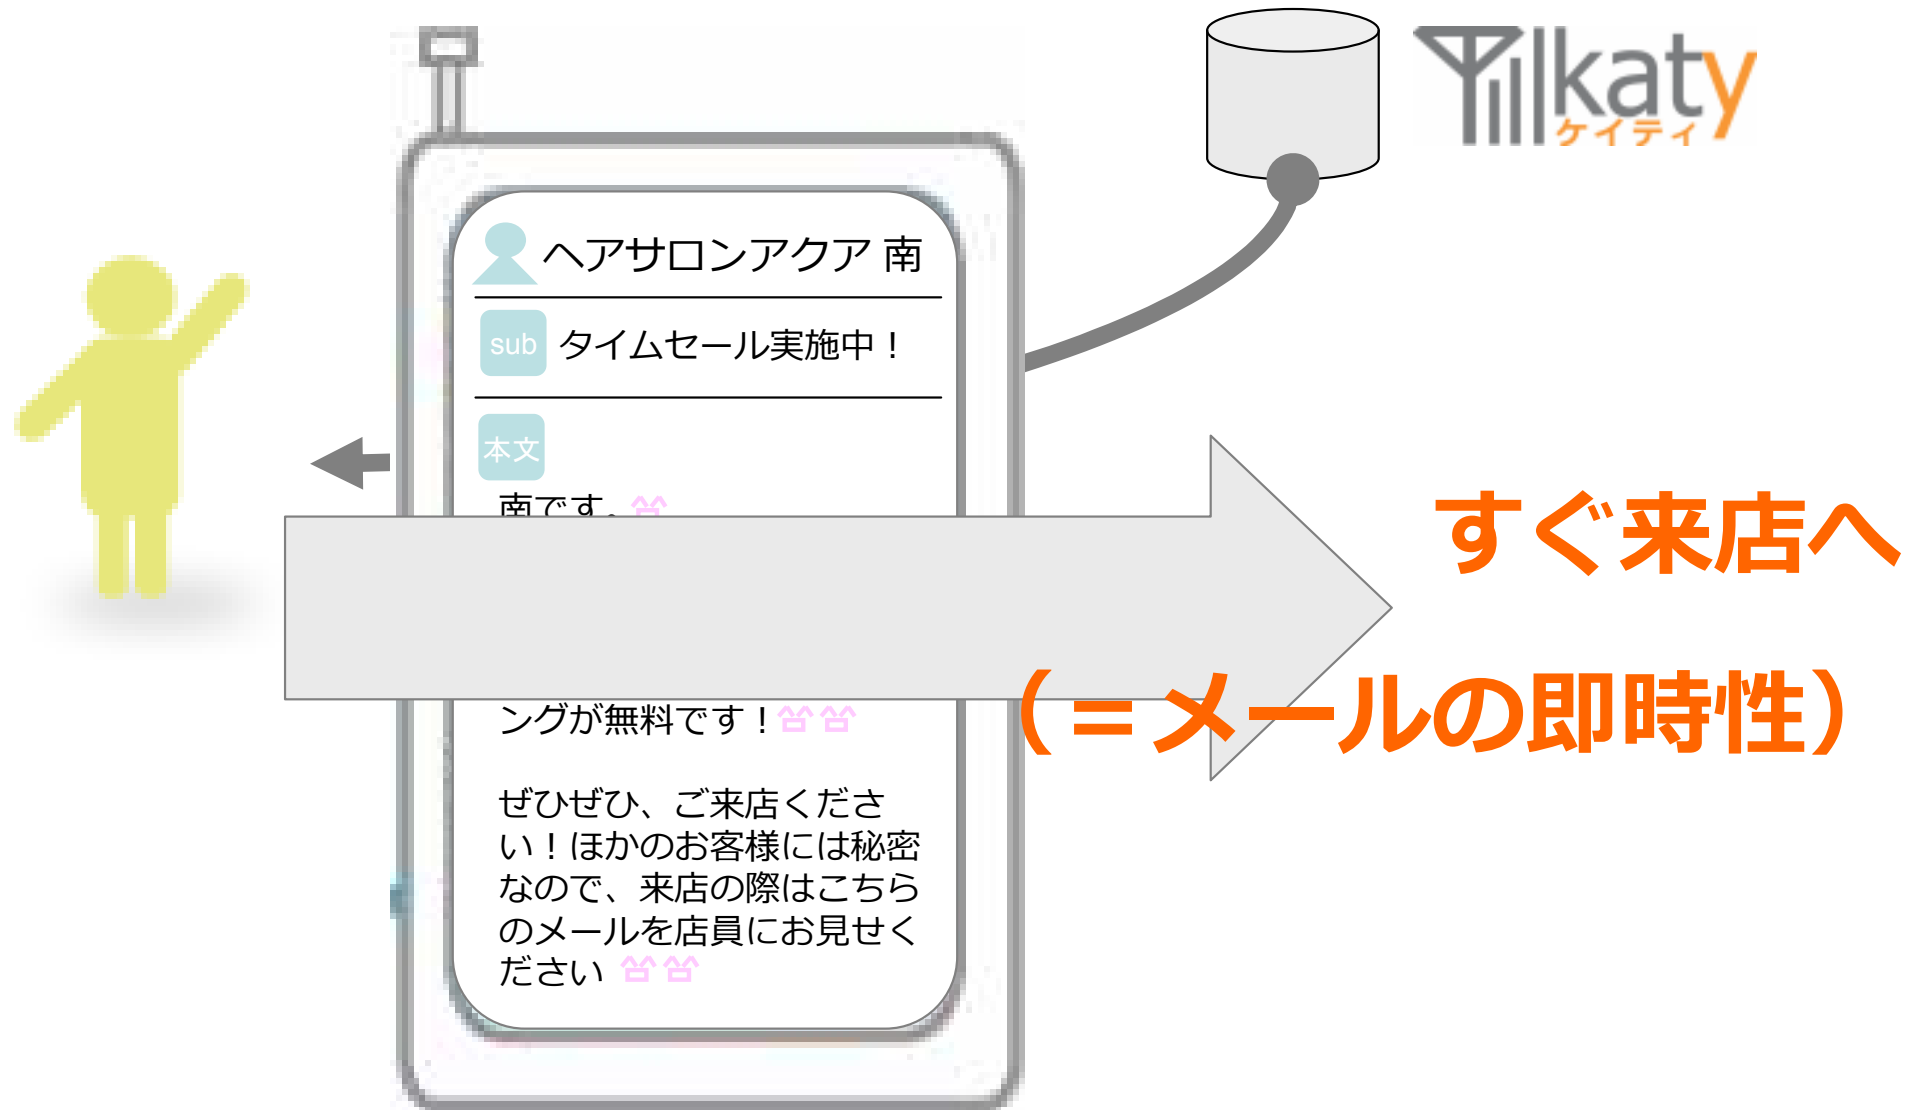 katy
ケイティ
ヘアサロンアクア 南
sub タイムセール実施中！
本文
南です。
ングが無料です！
ぜひぜひ、ご来店くださ
い！ほかのお客様には秘密
なので、来店の際はこちら
のメールを店員にお見せく
ださい
すぐ来店へ
（＝メールの即時性）